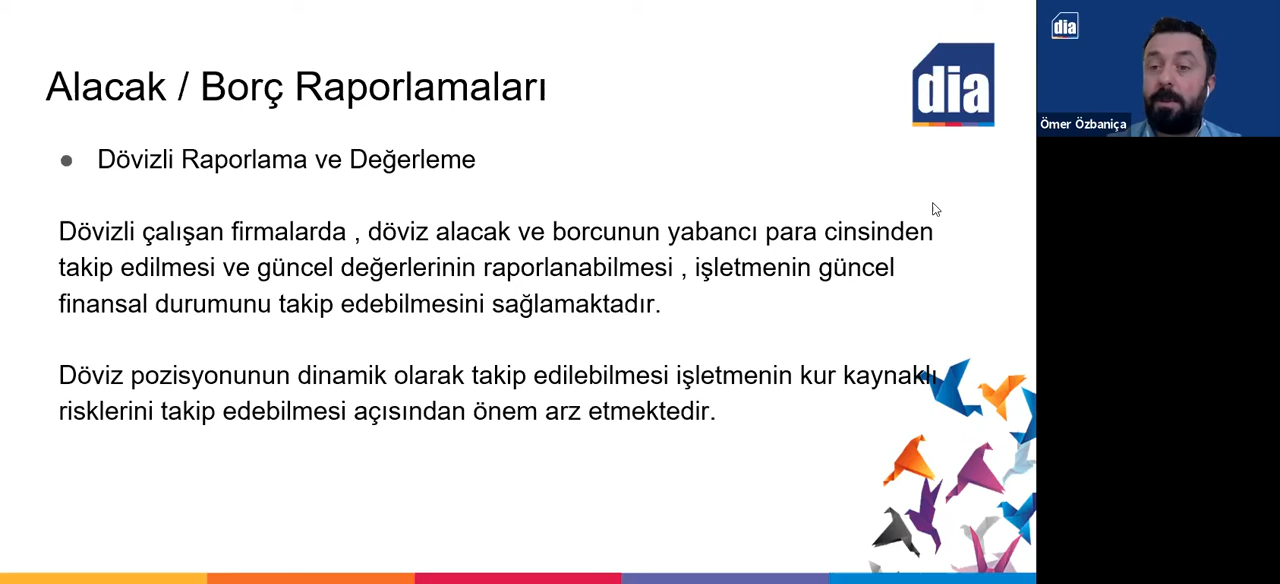 Alacak / Borç Raporlamaları
dia
dia
Ömer Özbaniça
● Dövizli Raporlama ve Değerleme
Dövizli çalışan firmalarda , döviz alacak ve borcunun yabancı para cinsinden
takip edilmesi ve güncel değerlerinin raporlanabilmesi , işletmenin güncel
finansal durumunu takip edebilmesini sağlamaktadır.
Döviz pozisyonunun dinamik olarak takip edilebilmesi işletmenin kur kaynaklı
risklerini takip edebilmesi açısından önem arz etmektedir.